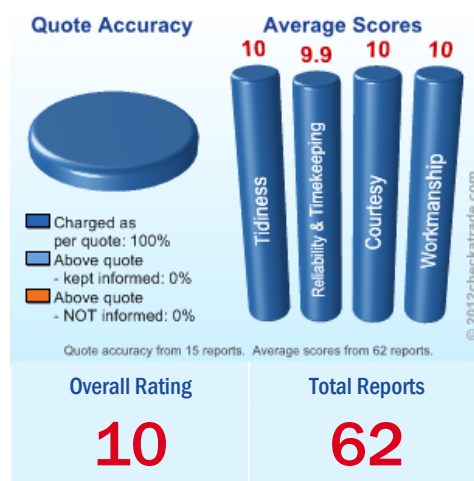 Quote Accuracy
Average Scores
10
9.9
10
10
Tidiness
Reliability & Timekeeping
Courtesy
Workmanship
Charged as
per quote: 100%
Above quote
- kept informed: 0%
Above quote
- NOT informed: 0%
© 2012checkatrade.com
Quote accuracy from 15 reports. Average scores from 62 reports.
Overall Rating
Total Reports
10
62